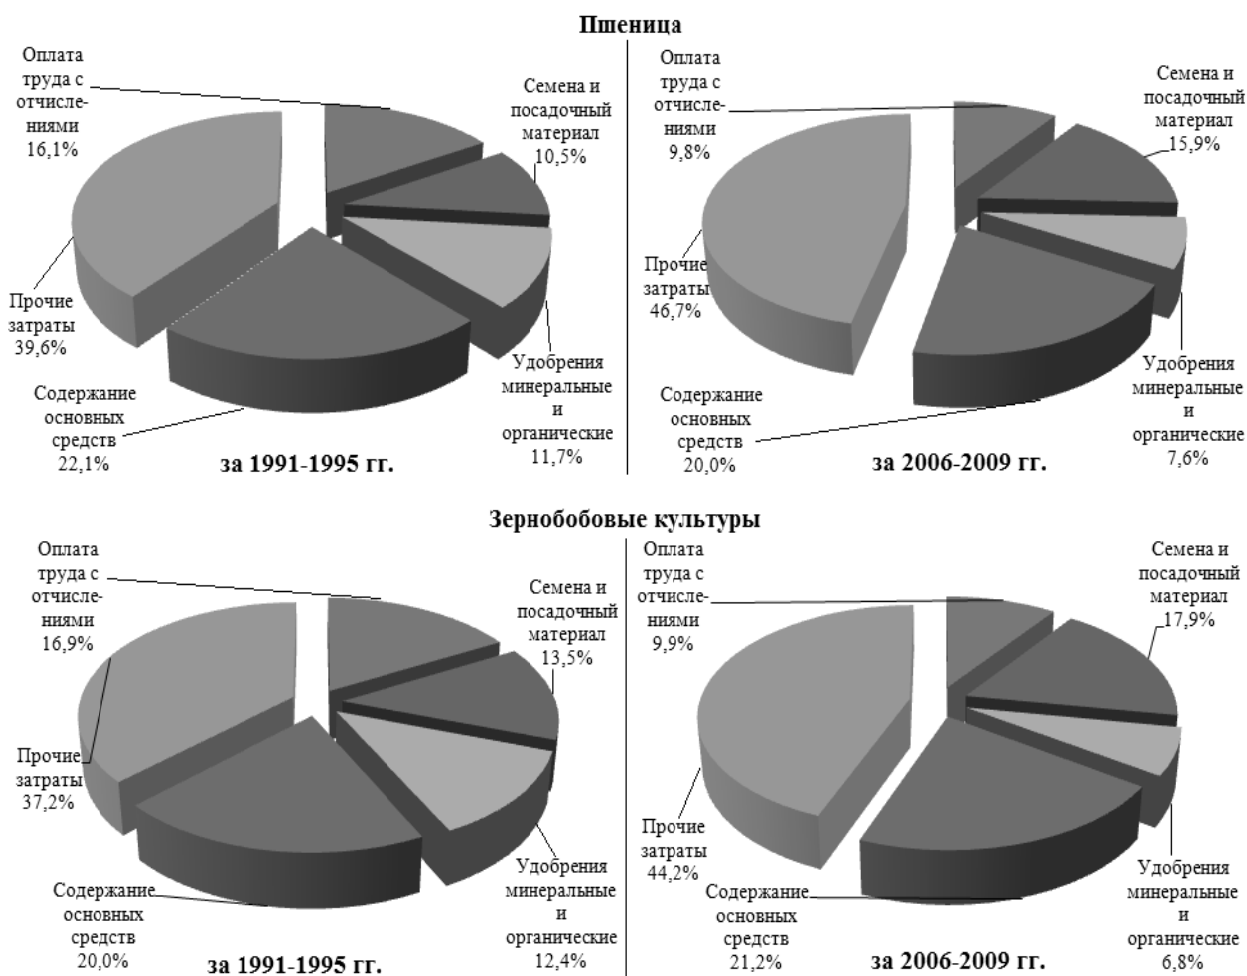 Пшеница
Оплата
труда с
отчисле-
ниями
16,1%
Семена и
посадочный
материал
10,5%
Прочие
затраты
39,6%
Содержание
основных
средств
22,1%
Удобрения
минеральные
и
органические
11,7%
за 1991-1995 гг.
Оплата
труда с
отчисле-
ниями
9,8%
Семена и
посадочный
материал
15,9%
Прочие
затраты
46,7%
Содержание
основных
средств
20,0%
Удобрения
минеральные
и
органические
7,6%
за 2006-2009 гг.
Зернобобовые культуры
Оплата
труда с
отчисле-
ниями
16,9%
Семена и
посадочный
материал
13,5%
Прочие
затраты
37,2%
Содержание
основных
средств
20,0%
Удобрения
минеральные
и
органические
12,4%
за 1991-1995 гг.
Оплата
труда с
отчисле-
ниями
9,9%
Семена и
посадочный
материал
17,9%
Прочие
затраты
44,2%
Содержание
основных
средств
21,2%
Удобрения
минеральные
и
органические
6,8%
за 2006-2009 гг.